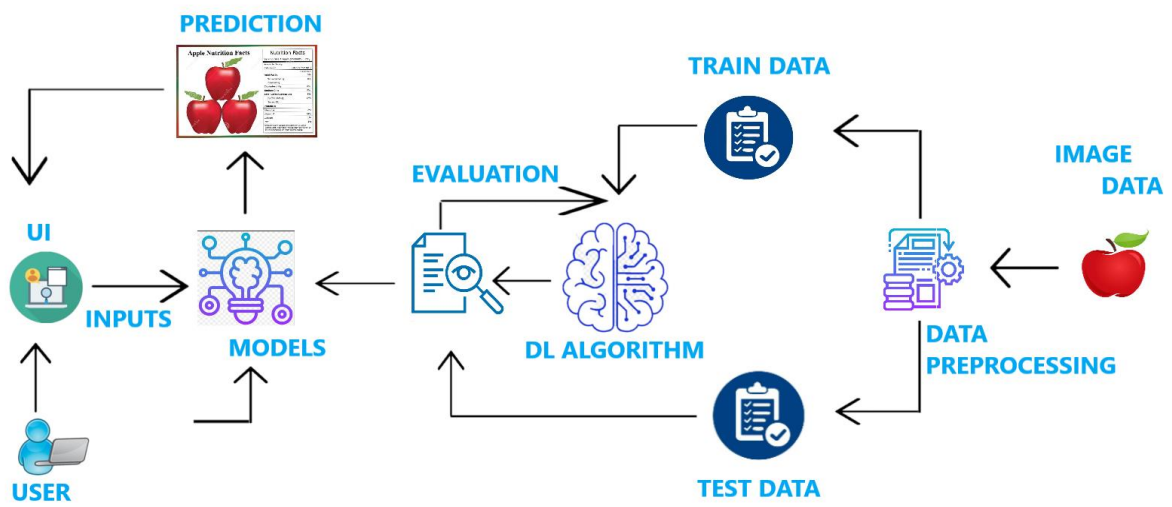 PREDICTION
Apple Nutrition Facts
Nutrition Facts
TRAIN DATA
IMAGE
DATA
EVALUATION
UI
INPUTS
MODELS
DL ALGORITHM
DATA
PREPROCESSING
USER
TEST DATA